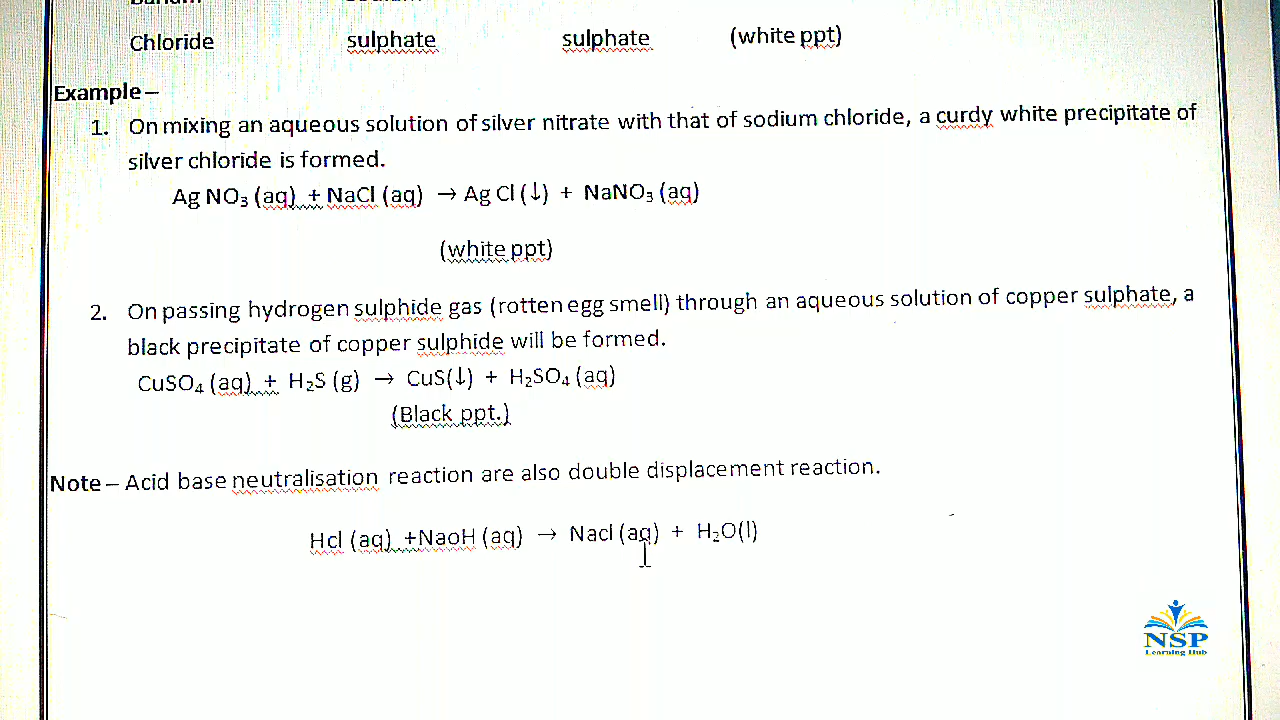 Barium
Chloride sulphate sulphate (white ppt)
Example –
1. On mixing an aqueous solution of silver nitrate with that of sodium chloride, a curdy white precipitate of
silver chloride is formed.
Ag NO₃ (aq) + NaCl (aq) → Ag Cl (↓) + NaNO₃ (aq)
(white ppt)
2. On passing hydrogen sulphide gas (rotten egg smell) through an aqueous solution of copper sulphate, a
black precipitate of copper sulphide will be formed.
CuSO₄ (aq) + H₂S (g) → CuS(↓) + H₂SO₄ (aq)
(Black ppt.)
Note – Acid base neutralisation reaction are also double displacement reaction.
Hcl (aq) +NaoH (aq) → Nacl (aq) + H₂O(l)
NSP
Learning Hub